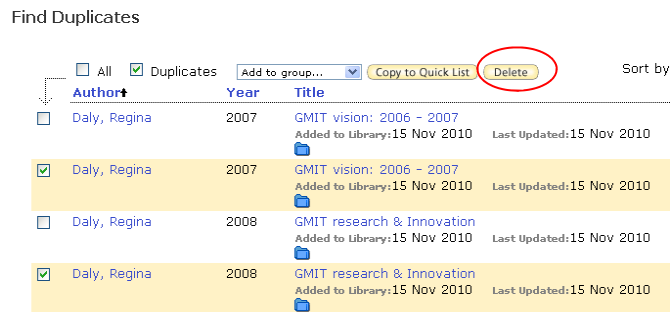 Find Duplicates
All Duplicates Add to group... Copy to Quick List Delete Sort by
Author Year Title
Daly, Regina 2007 GMIT vision: 2006 - 2007
Added to Library:15 Nov 2010 Last Updated:15 Nov 2010
Daly, Regina 2007 GMIT vision: 2006 - 2007
Added to Library:15 Nov 2010 Last Updated:15 Nov 2010
Daly, Regina 2008 GMIT research & Innovation
Added to Library:15 Nov 2010 Last Updated:15 Nov 2010
Daly, Regina 2008 GMIT research & Innovation
Added to Library:15 Nov 2010 Last Updated:15 Nov 2010